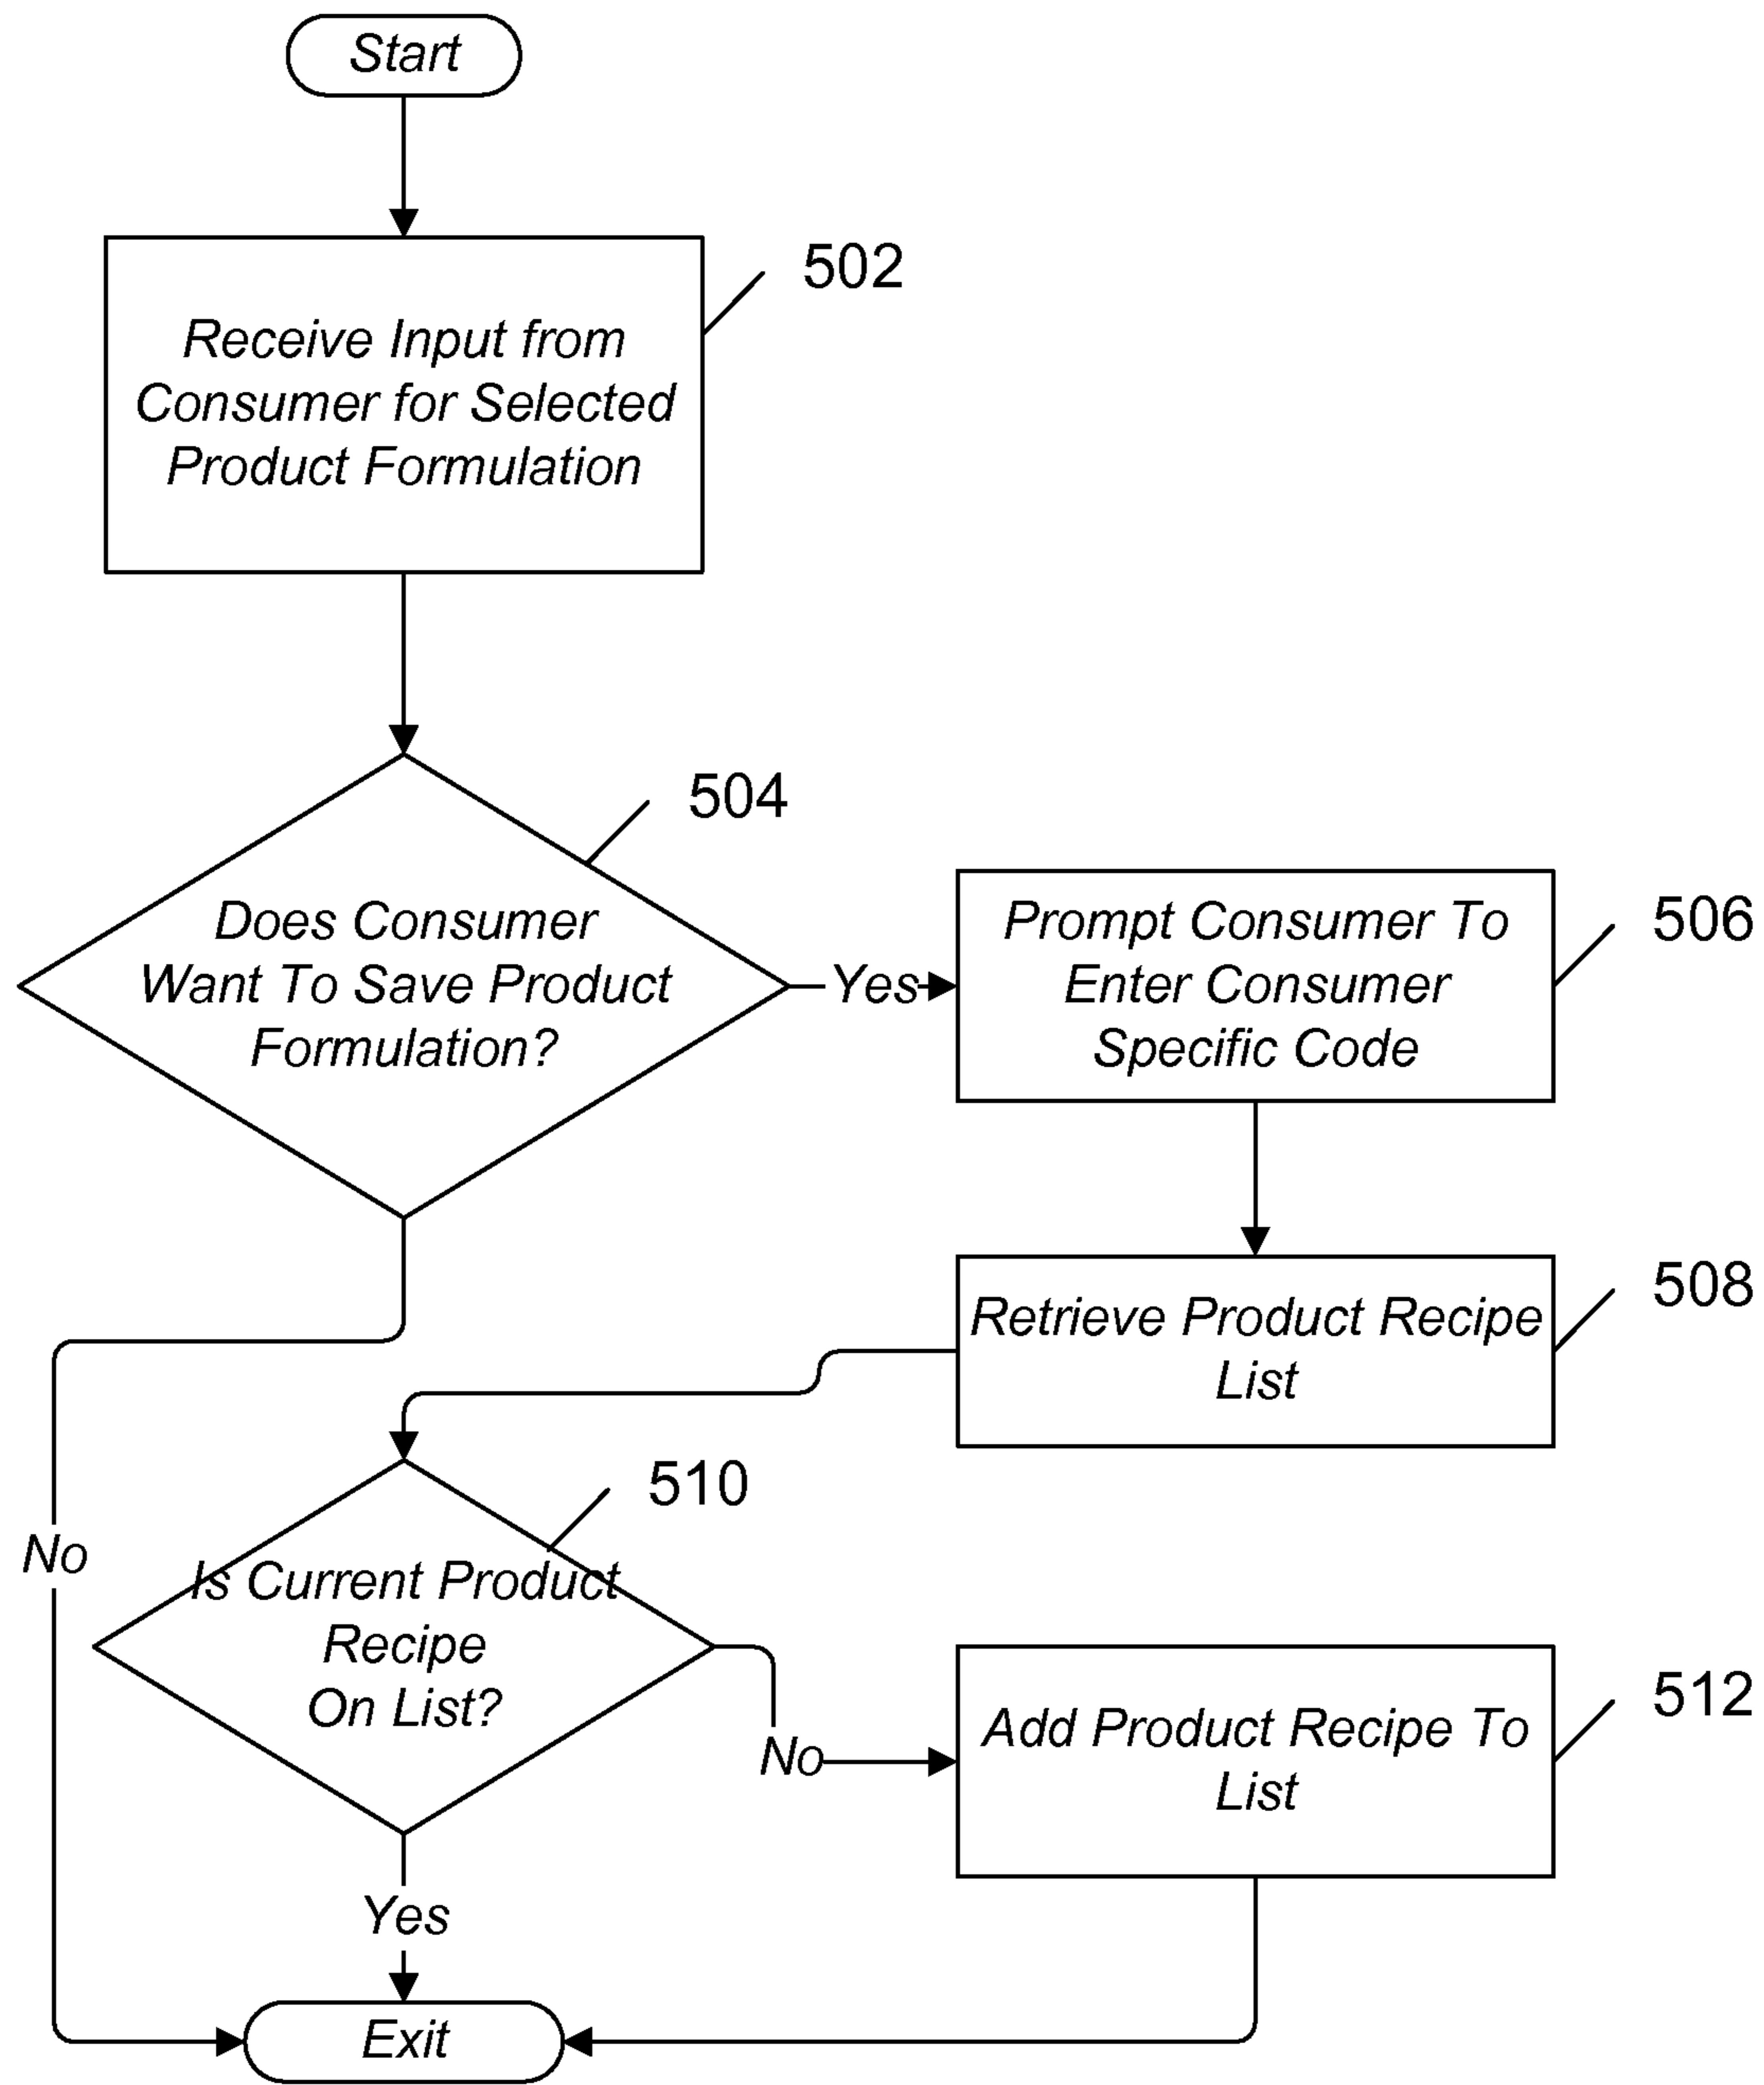 Start
502
Receive Input from
Consumer for Selected
Product Formulation
504
Does Consumer
Want To Save Product
Formulation?
Yes
506
Prompt Consumer To
Enter Consumer
Specific Code
508
Retrieve Product Recipe
List
510
No
Is Current Product
Recipe
On List?
No
512
Add Product Recipe To
List
Yes
Exit